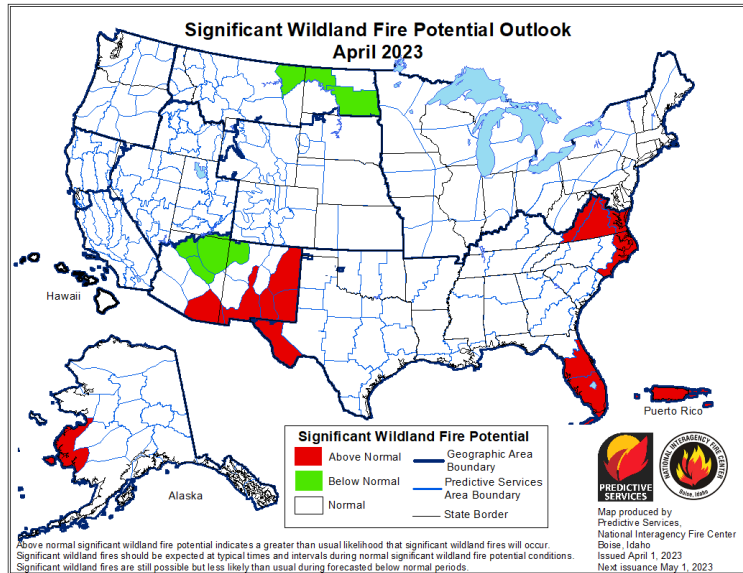 Significant Wildland Fire Potential Outlook
April 2023
Hawaii
Puerto Rico
Alaska
Significant Wildland Fire Potential
Above Normal
Below Normal
Normal
Geographic Area
Boundary
Predictive Services
Area Boundary
State Border
PREDICTIVE
SERVICES
NATIONAL INTERAGENCY FIRE CENTER
Boise, Idaho
Map produced by
Predictive Services,
National Interagency Fire Center
Boise, Idaho
Issued April 1, 2023
Next issuance May 1, 2023
Above normal significant wildland fire potential indicates a greater than usual likelihood that significant wildland fires will occur.
Significant wildland fires should be expected at typical times and intervals during normal significant wildland fire potential conditions.
Significant wildland fires are still possible but less likely than usual during forecasted below normal periods.